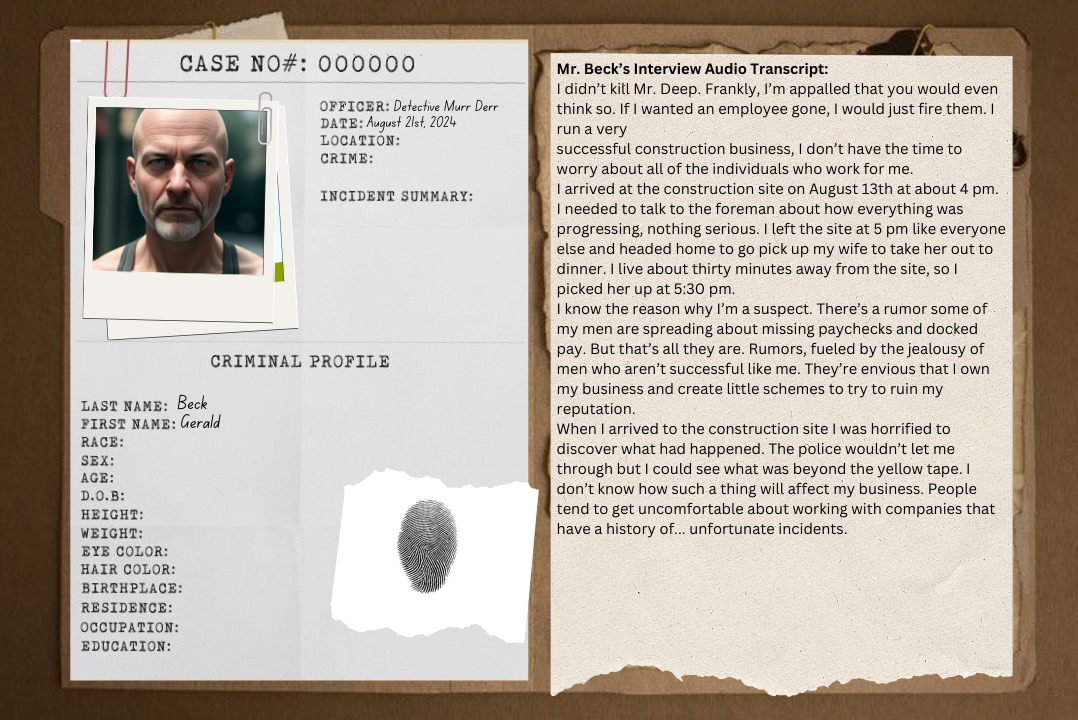 CASE NO#: 000000
OFFICER: Detective Murr Derr
DATE: August 21st, 2024
LOCATION:
CRIME:
INCIDENT SUMMARY:
CRIMINAL PROFILE
LAST NAME: Beck
FIRST NAME: Gerald
RACE:
SEX:
AGE:
D.O.B:
HEIGHT:
WEIGHT:
EYE COLOR:
HAIR COLOR:
BIRTHPLACE:
RESIDENCE:
OCCUPATION:
EDUCATION:
Mr. Beck's Interview Audio Transcript:
I didn't kill Mr. Deep. Frankly, I'm appalled that you would even
think so. If I wanted an employee gone, I would just fire them. I
run a very
successful construction business, I don't have the time to
worry about all of the individuals who work for me.
I arrived at the construction site on August 13th at about 4 pm.
I needed to talk to the foreman about how everything was
progressing, nothing serious. I left the site at 5 pm like everyone
else and headed home to go pick up my wife to take her out to
dinner. I live about thirty minutes away from the site, so I
picked her up at 5:30 pm.
I know the reason why I'm a suspect. There's a rumor some of
my men are spreading about missing paychecks and docked
pay. But that's all they are. Rumors, fueled by the jealousy of
men who aren't successful like me. They're envious that I own
my business and create little schemes to try to ruin my
reputation.
When I arrived to the construction site I was horrified to
discover what had happened. The police wouldn't let me
through but I could see what was beyond the yellow tape. I
don't know how such a thing will affect my business. People
tend to get uncomfortable about working with companies that
have a history of... unfortunate incidents.